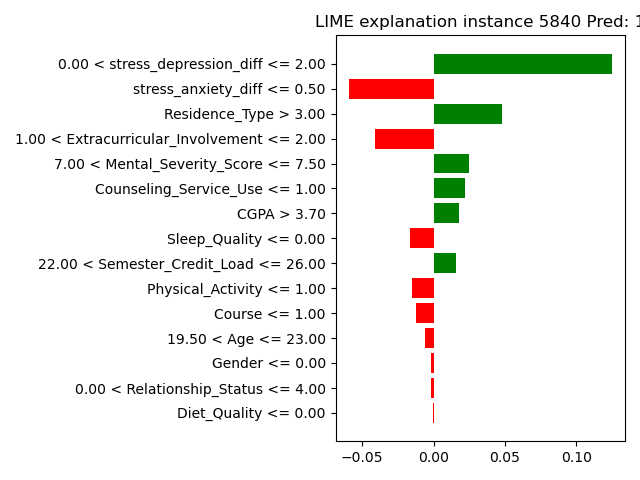 LIME explanation instance 5840 Pred: 1
0.00 < stress_depression_diff <= 2.00
stress_anxiety_diff <= 0.50
Residence_Type > 3.00
1.00 < Extracurricular_Involvement <= 2.00
7.00 < Mental_Severity_Score <= 7.50
Counseling_Service_Use <= 1.00
CGPA > 3.70
Sleep_Quality <= 0.00
22.00 < Semester_Credit_Load <= 26.00
Physical_Activity <= 1.00
Course <= 1.00
19.50 < Age <= 23.00
Gender <= 0.00
0.00 < Relationship_Status <= 4.00
Diet_Quality <= 0.00
−0.05 0.00 0.05 0.10